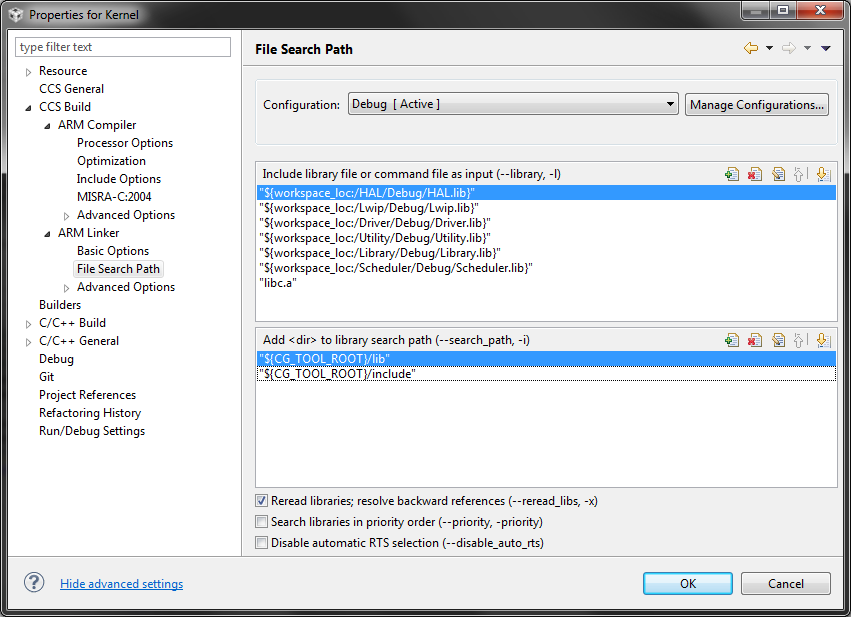 Properties for Kernel
type filter text
Resource
CCS General
CCS Build
ARM Compiler
Processor Options
Optimization
Include Options
MISRA-C:2004
Advanced Options
ARM Linker
Basic Options
File Search Path
Advanced Options
Builders
C/C++ Build
C/C++ General
Debug
Git
Project References
Refactoring History
Run/Debug Settings
File Search Path
Configuration: Debug [ Active ] Manage Configurations...
Include library file or command file as input (--library, -l)
"${workspace_loc:/HAL/Debug/HAL.lib}"
"${workspace_loc:/Lwip/Debug/Lwip.lib}"
"${workspace_loc:/Driver/Debug/Driver.lib}"
"${workspace_loc:/Utility/Debug/Utility.lib}"
"${workspace_loc:/Library/Debug/Library.lib}"
"${workspace_loc:/Scheduler/Debug/Scheduler.lib}"
"libc.a"
Add <dir> to library search path (--search_path, -i)
"${CG_TOOL_ROOT}/lib"
"${CG_TOOL_ROOT}/include"
Reread libraries; resolve backward references (--reread_libs, -x)
Search libraries in priority order (--priority, -priority)
Disable automatic RTS selection (--disable_auto_rts)
? Hide advanced settings OK Cancel